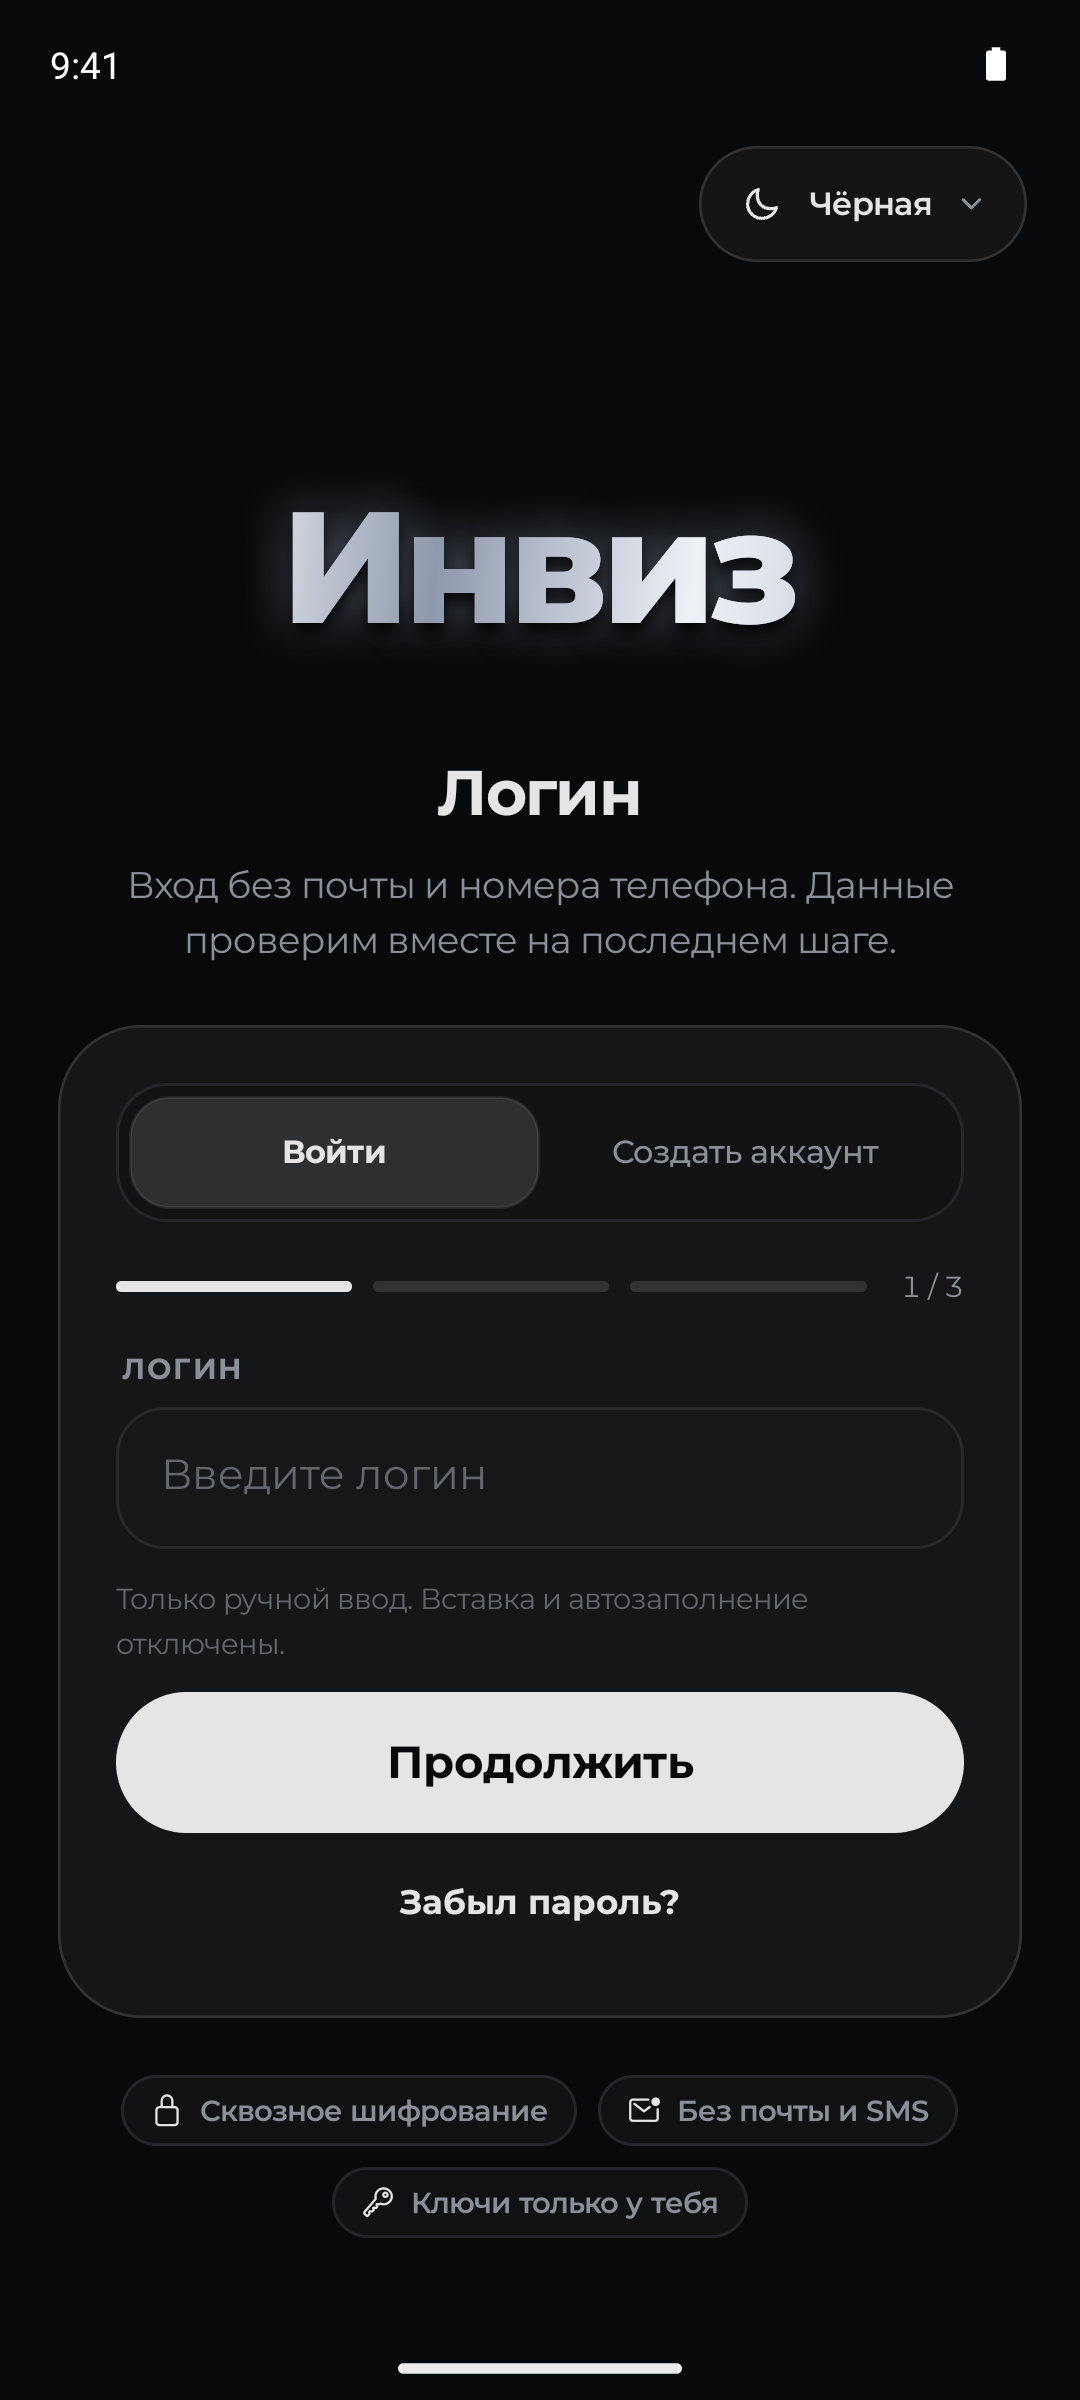 9:41
Чёрная
Инвиз
Логин
Вход без почты и номера телефона. Данные
проверим вместе на последнем шаге.
Войти
Создать аккаунт
1 / 3
ЛОГИН
Введите логин
Только ручной ввод. Вставка и автозаполнение
отключены.
Продолжить
Забыл пароль?
Сквозное шифрование
Без почты и SMS
Ключи только у тебя